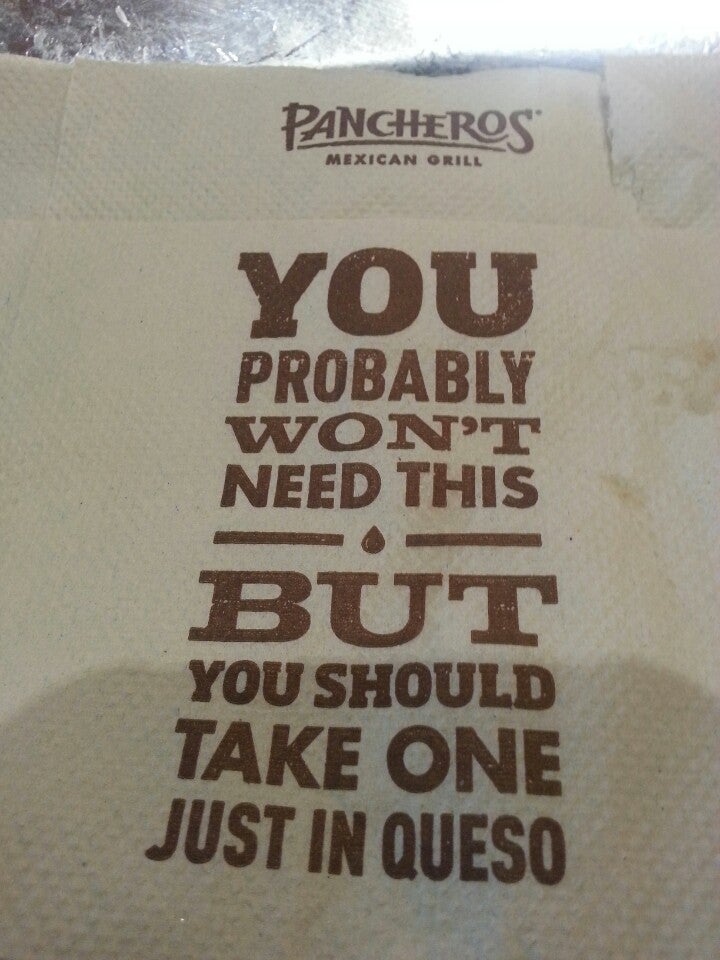 PANCHEROS
MEXICAN GRILL
YOU
PROBABLY
WON'T
NEED THIS
BUT
YOU SHOULD
TAKE ONE
JUST IN QUESO